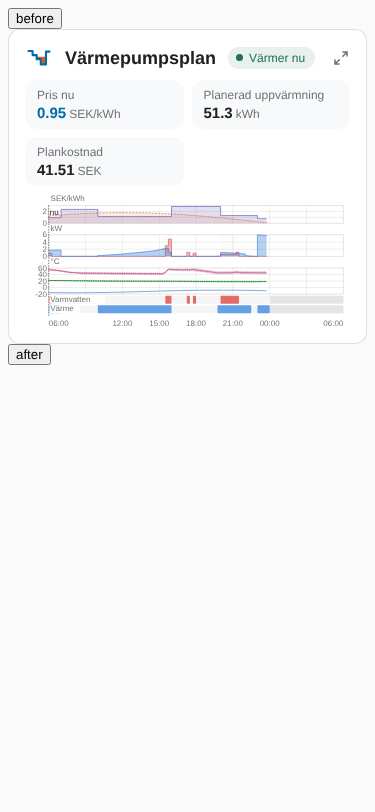 before
Värmepumpsplan
Värmer nu
Pris nu
0.95 SEK/kWh
Planerad uppvärmning
51.3 kWh
Plankostnad
41.51 SEK
SEK/kWh
2
nu
0
kW
6
4
2
0
°C
60
40
20
0
-20
Varmvatten
Värme
06:00 12:00 15:00 18:00 21:00 00:00 06:00
after